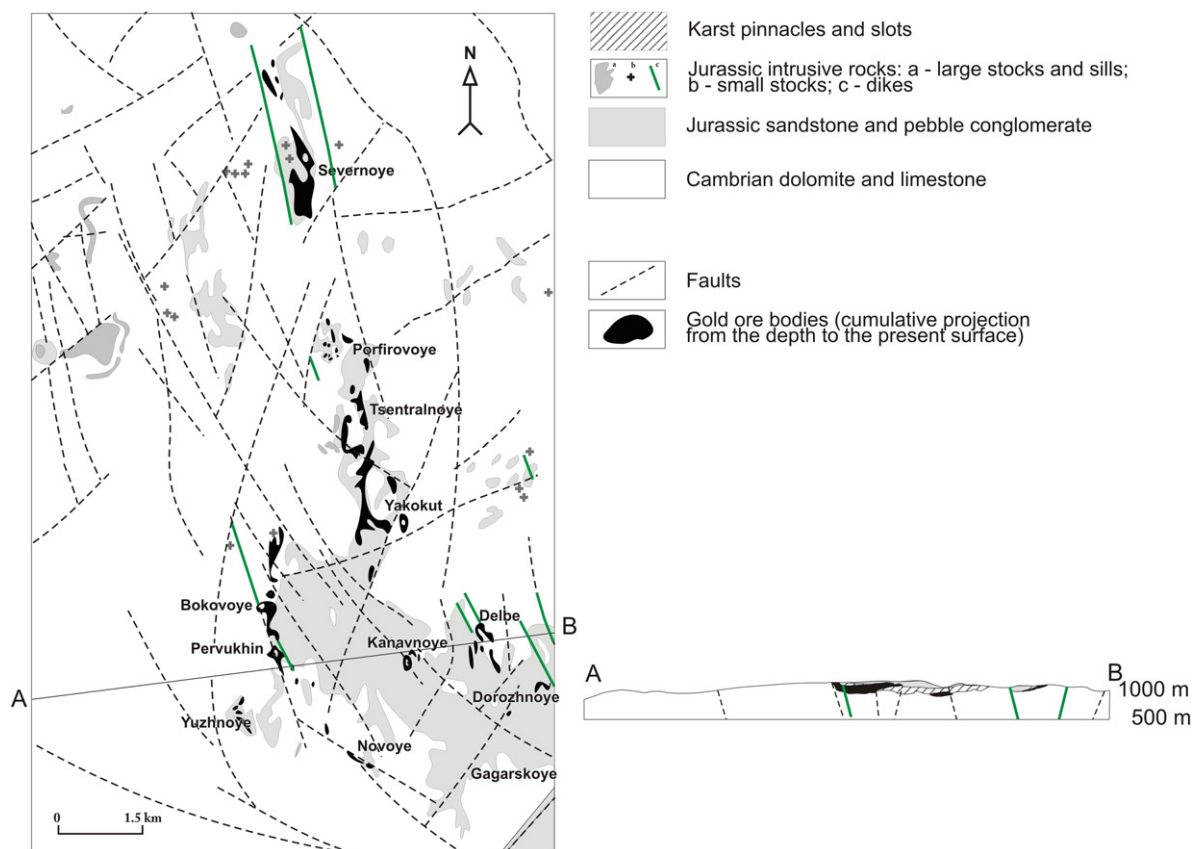 N
Severnoye
Porfirovoye
Tsentralnoye
Yakokut
Bokovoye
Delbe
B
Pervukhin
Kanavnoye
A
Dorozhnoye
Yuzhnoye
Novoye
Gagarskoye
0 1.5 km
Karst pinnacles and slots
a b c
Jurassic intrusive rocks: a - large stocks and sills;
b - small stocks; c - dikes
Jurassic sandstone and pebble conglomerate
Cambrian dolomite and limestone
Faults
Gold ore bodies (cumulative projection
from the depth to the present surface)
A B
1000 m
500 m